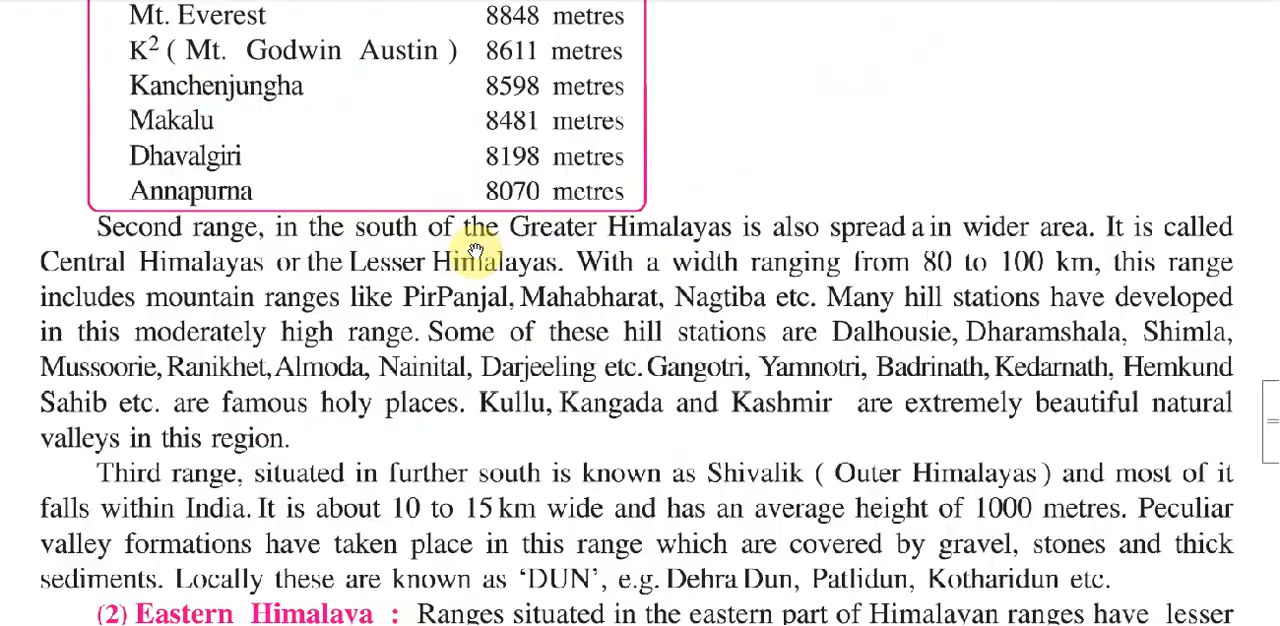 Mt. Everest 8848 metres
K² ( Mt. Godwin Austin ) 8611 metres
Kanchenjungha 8598 metres
Makalu 8481 metres
Dhavalgiri 8198 metres
Annapurna 8070 metres
Second range, in the south of the Greater Himalayas is also spread a in wider area. It is called
Central Himalayas or the Lesser Himalayas. With a width ranging from 80 to 100 km, this range
includes mountain ranges like PirPanjal, Mahabharat, Nagtiba etc. Many hill stations have developed
in this moderately high range. Some of these hill stations are Dalhousie, Dharamshala, Shimla,
Mussoorie, Ranikhet, Almoda, Nainital, Darjeeling etc. Gangotri, Yamnotri, Badrinath, Kedarnath, Hemkund
Sahib etc. are famous holy places. Kullu, Kangada and Kashmir are extremely beautiful natural
valleys in this region.
Third range, situated in further south is known as Shivalik ( Outer Himalayas ) and most of it
falls within India. It is about 10 to 15 km wide and has an average height of 1000 metres. Peculiar
valley formations have taken place in this range which are covered by gravel, stones and thick
sediments. Locally these are known as ‘DUN’, e.g. Dehra Dun, Patlidun, Kotharidun etc.
(2) Eastern Himalaya : Ranges situated in the eastern part of Himalayan ranges have lesser